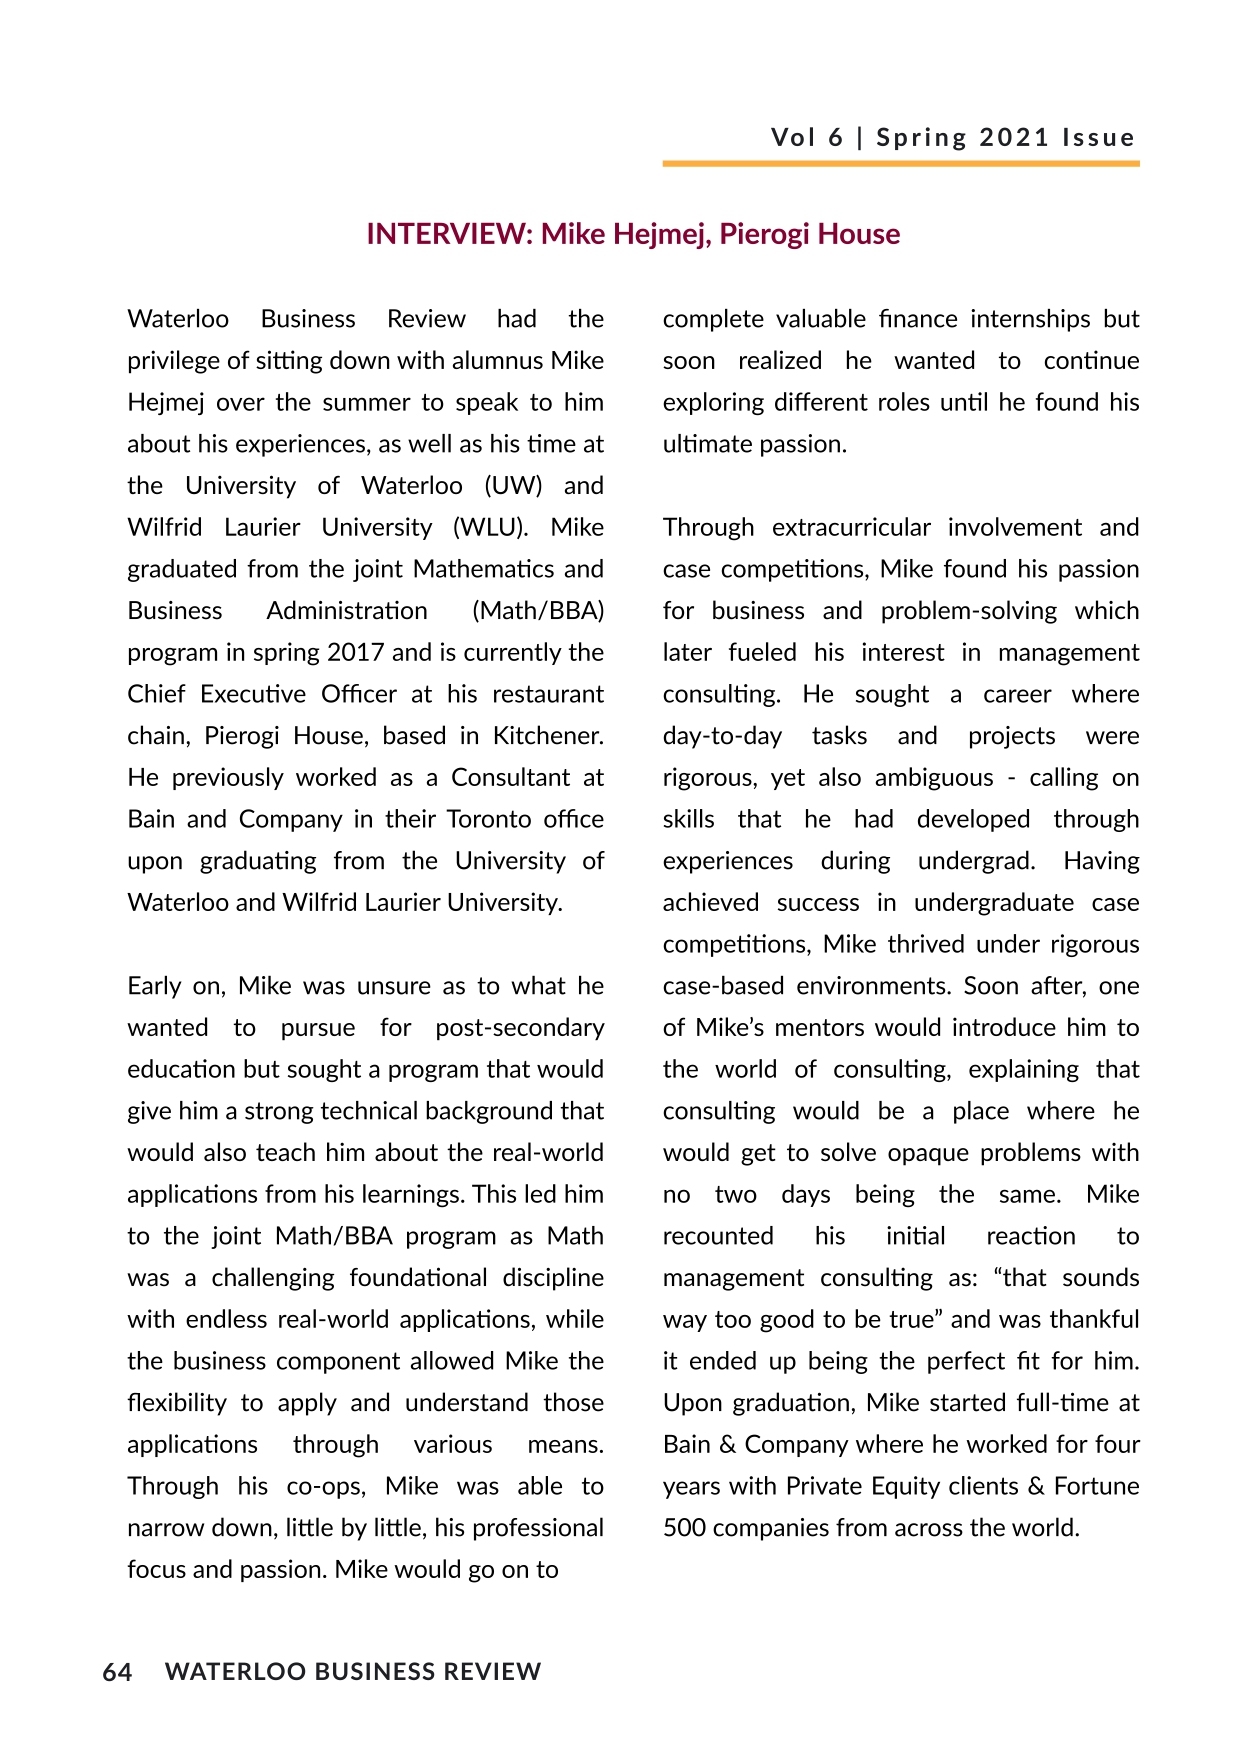 Vol 6 | Spring 2021 Issue
INTERVIEW: Mike Hejmej, Pierogi House
Waterloo Business Review had the
privilege of sitting down with alumnus Mike
Hejmej over the summer to speak to him
about his experiences, as well as his time at
the University of Waterloo (UW) and
Wilfrid Laurier University (WLU). Mike
graduated from the joint Mathematics and
Business Administration (Math/BBA)
program in spring 2017 and is currently the
Chief Executive Officer at his restaurant
chain, Pierogi House, based in Kitchener.
He previously worked as a Consultant at
Bain and Company in their Toronto office
upon graduating from the University of
Waterloo and Wilfrid Laurier University.
Early on, Mike was unsure as to what he
wanted to pursue for post-secondary
education but sought a program that would
give him a strong technical background that
would also teach him about the real-world
applications from his learnings. This led him
to the joint Math/BBA program as Math
was a challenging foundational discipline
with endless real-world applications, while
the business component allowed Mike the
flexibility to apply and understand those
applications through various means.
Through his co-ops, Mike was able to
narrow down, little by little, his professional
focus and passion. Mike would go on to
complete valuable finance internships but
soon realized he wanted to continue
exploring different roles until he found his
ultimate passion.
Through extracurricular involvement and
case competitions, Mike found his passion
for business and problem-solving which
later fueled his interest in management
consulting. He sought a career where
day-to-day tasks and projects were
rigorous, yet also ambiguous - calling on
skills that he had developed through
experiences during undergrad. Having
achieved success in undergraduate case
competitions, Mike thrived under rigorous
case-based environments. Soon after, one
of Mike’s mentors would introduce him to
the world of consulting, explaining that
consulting would be a place where he
would get to solve opaque problems with
no two days being the same. Mike
recounted his initial reaction to
management consulting as: “that sounds
way too good to be true” and was thankful
it ended up being the perfect fit for him.
Upon graduation, Mike started full-time at
Bain & Company where he worked for four
years with Private Equity clients & Fortune
500 companies from across the world.
64 WATERLOO BUSINESS REVIEW